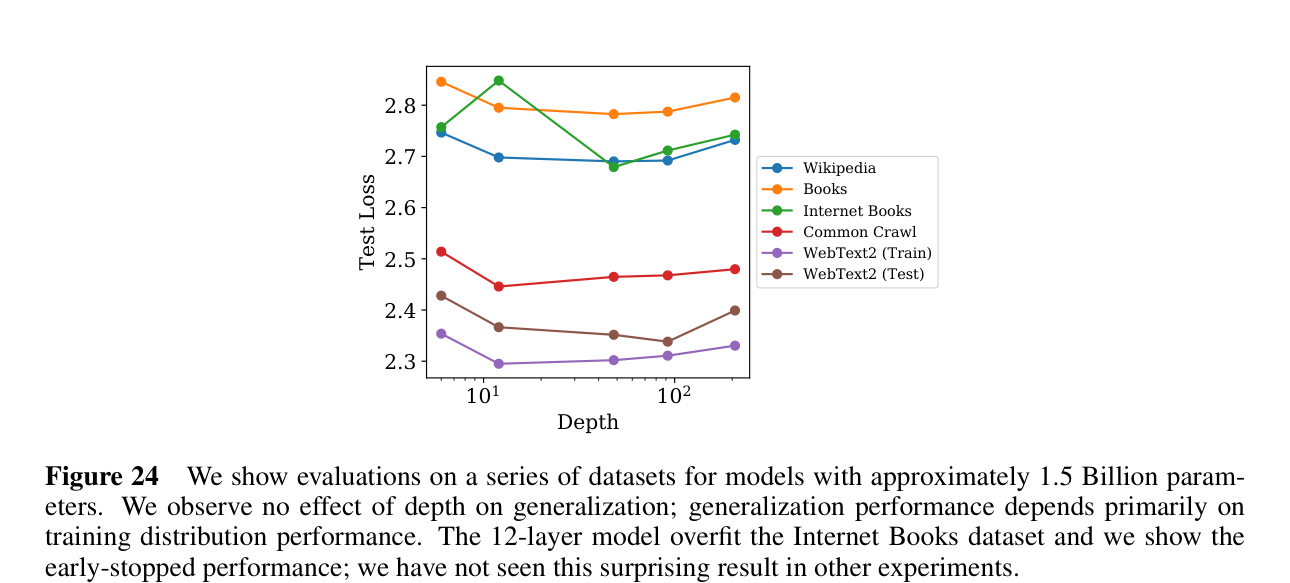 2.8
2.7
2.6
2.5
2.4
2.3
Test Loss
10¹
10²
Depth
Wikipedia
Books
Internet Books
Common Crawl
WebText2 (Train)
WebText2 (Test)
Figure 24 We show evaluations on a series of datasets for models with approximately 1.5 Billion param-
eters. We observe no effect of depth on generalization; generalization performance depends primarily on
training distribution performance. The 12-layer model overfit the Internet Books dataset and we show the
early-stopped performance; we have not seen this surprising result in other experiments.